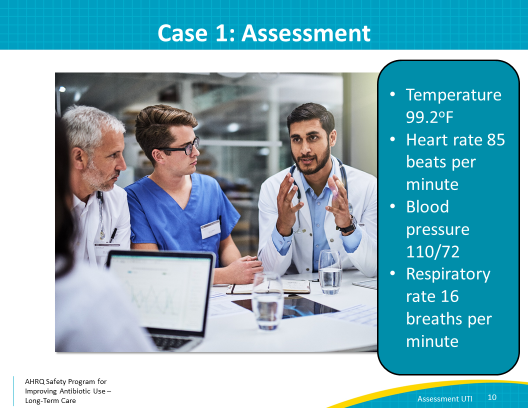 Case 1: Assessment
• Temperature
99.2°F
• Heart rate 85
beats per
minute
• Blood
pressure
110/72
• Respiratory
rate 16
breaths per
minute
AHRQ Safety Program for
Improving Antibiotic Use –
Long-Term Care
Assessment UTI 10